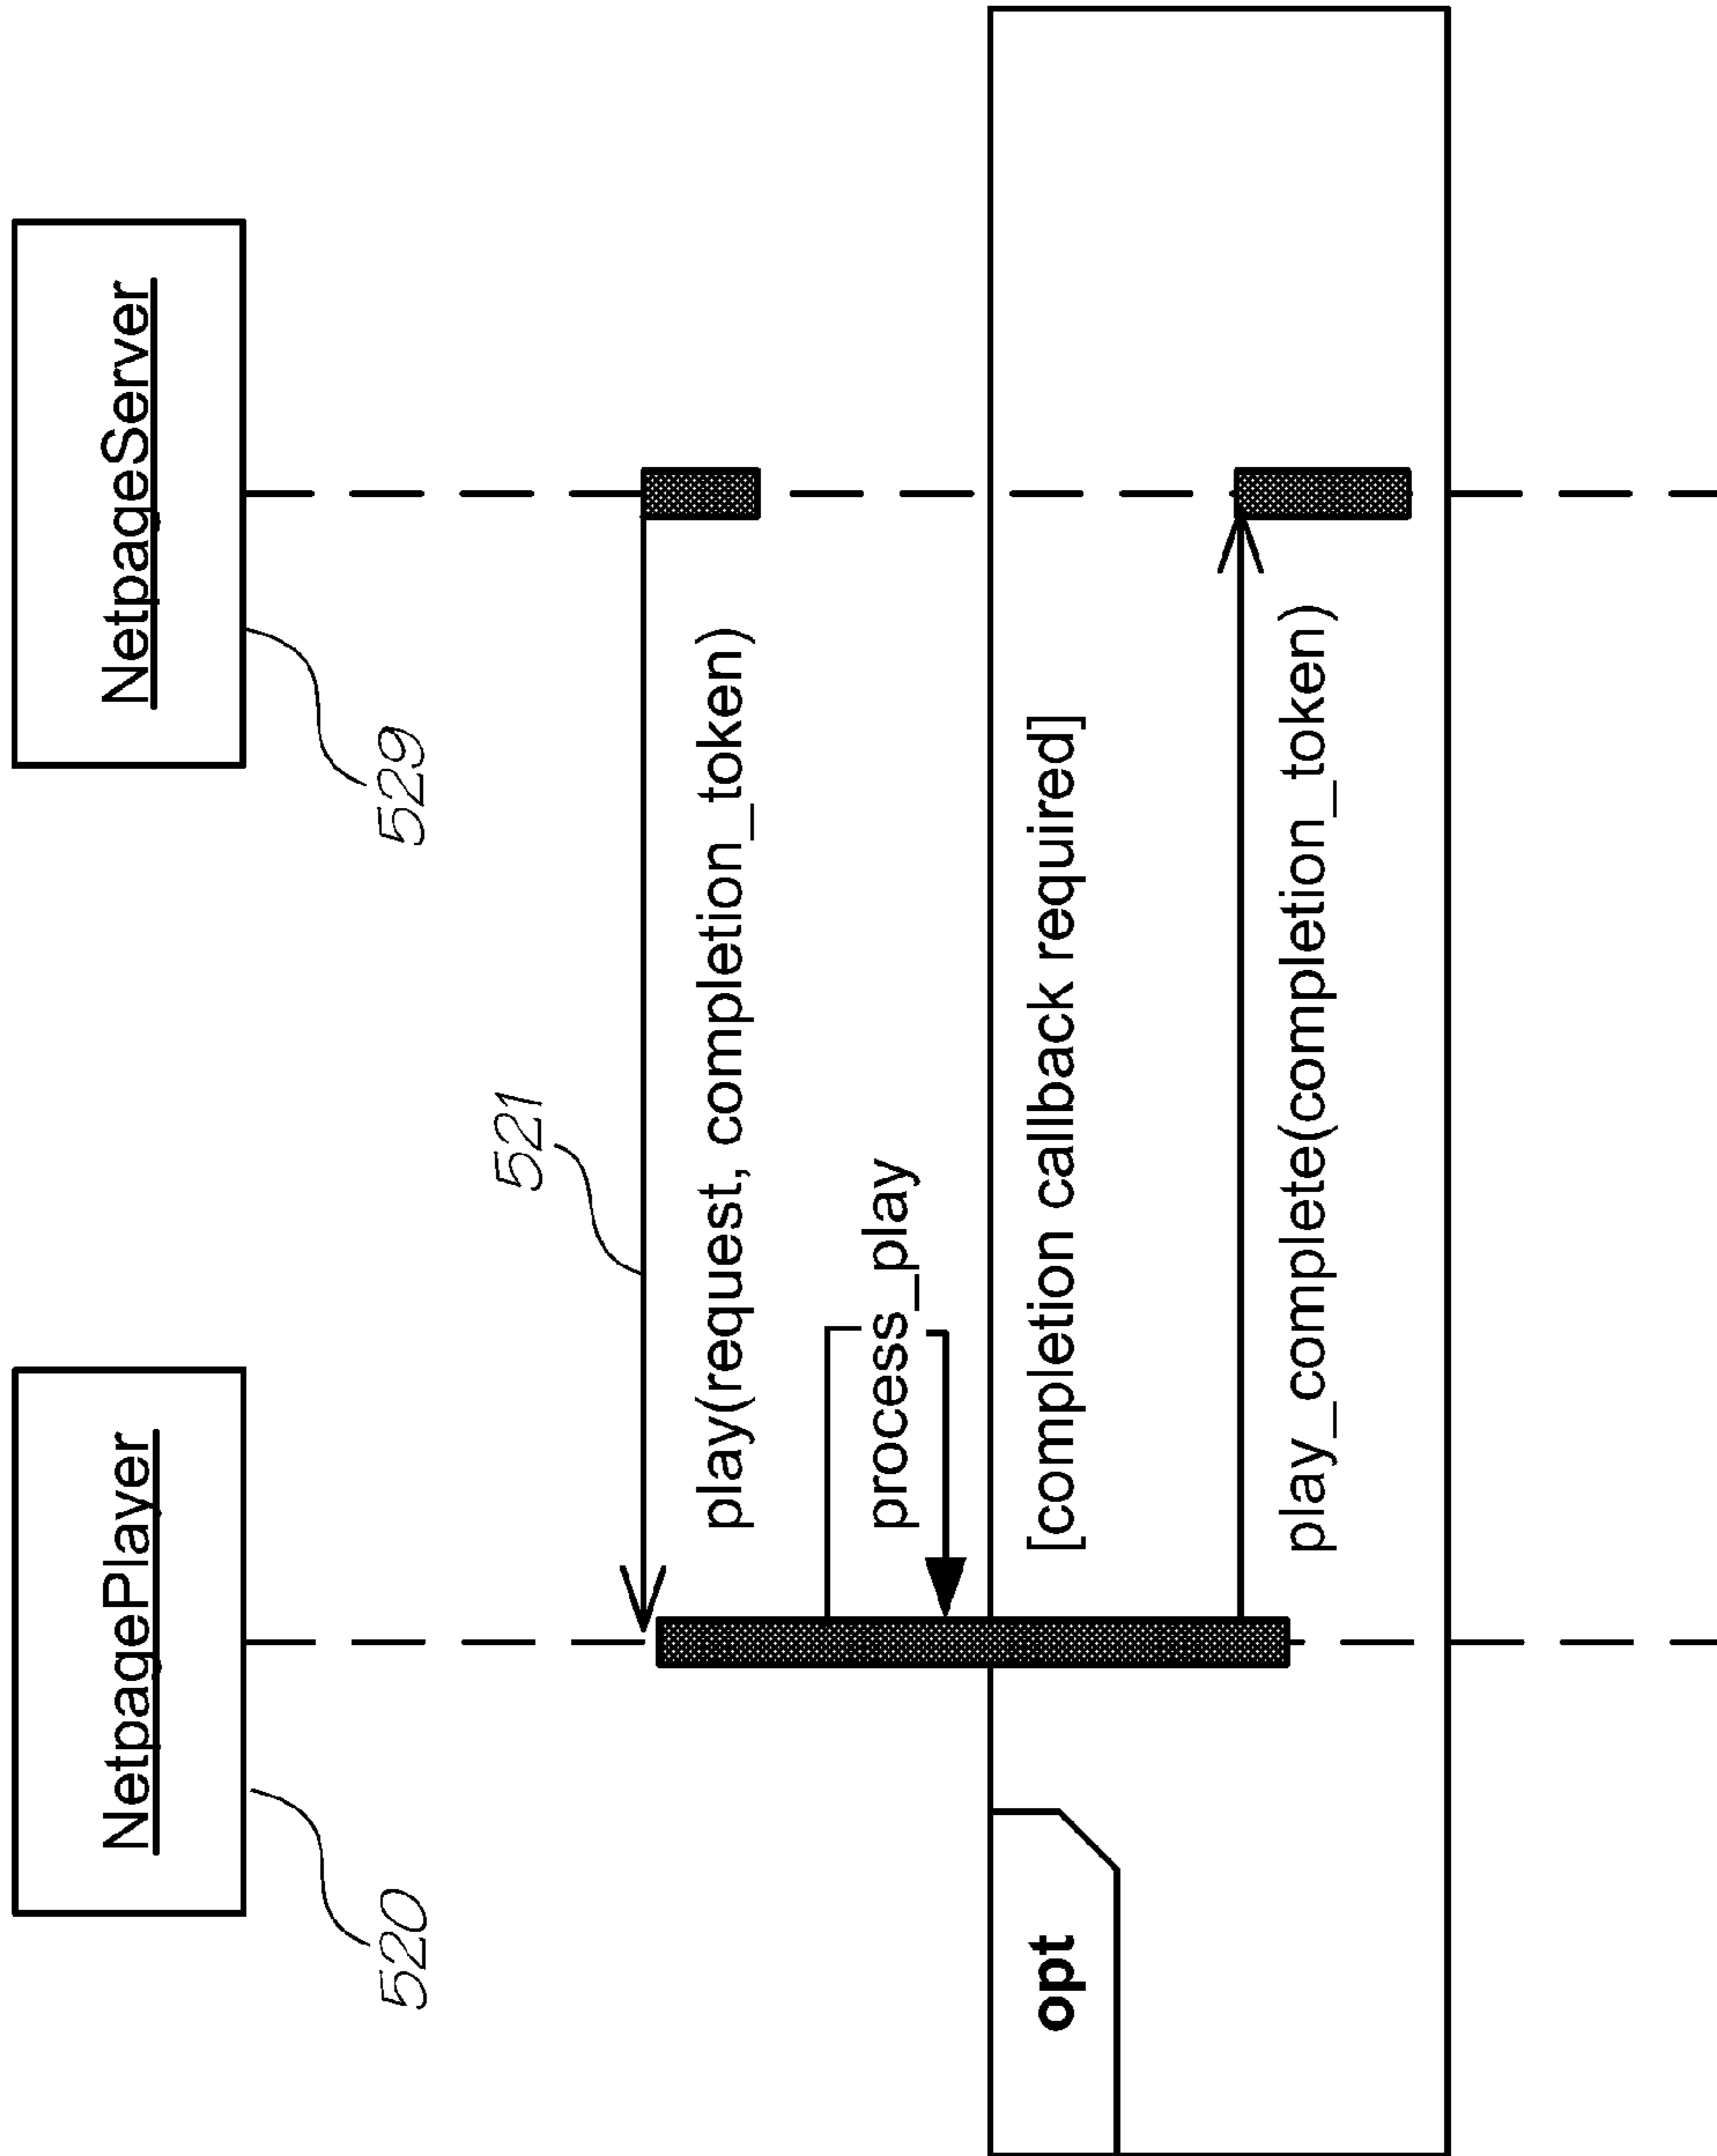 NetpagePlayer
NetpageServer
520
529
521
play(request, completion_token)
process_play
opt
[completion callback required]
play_complete(completion_token)